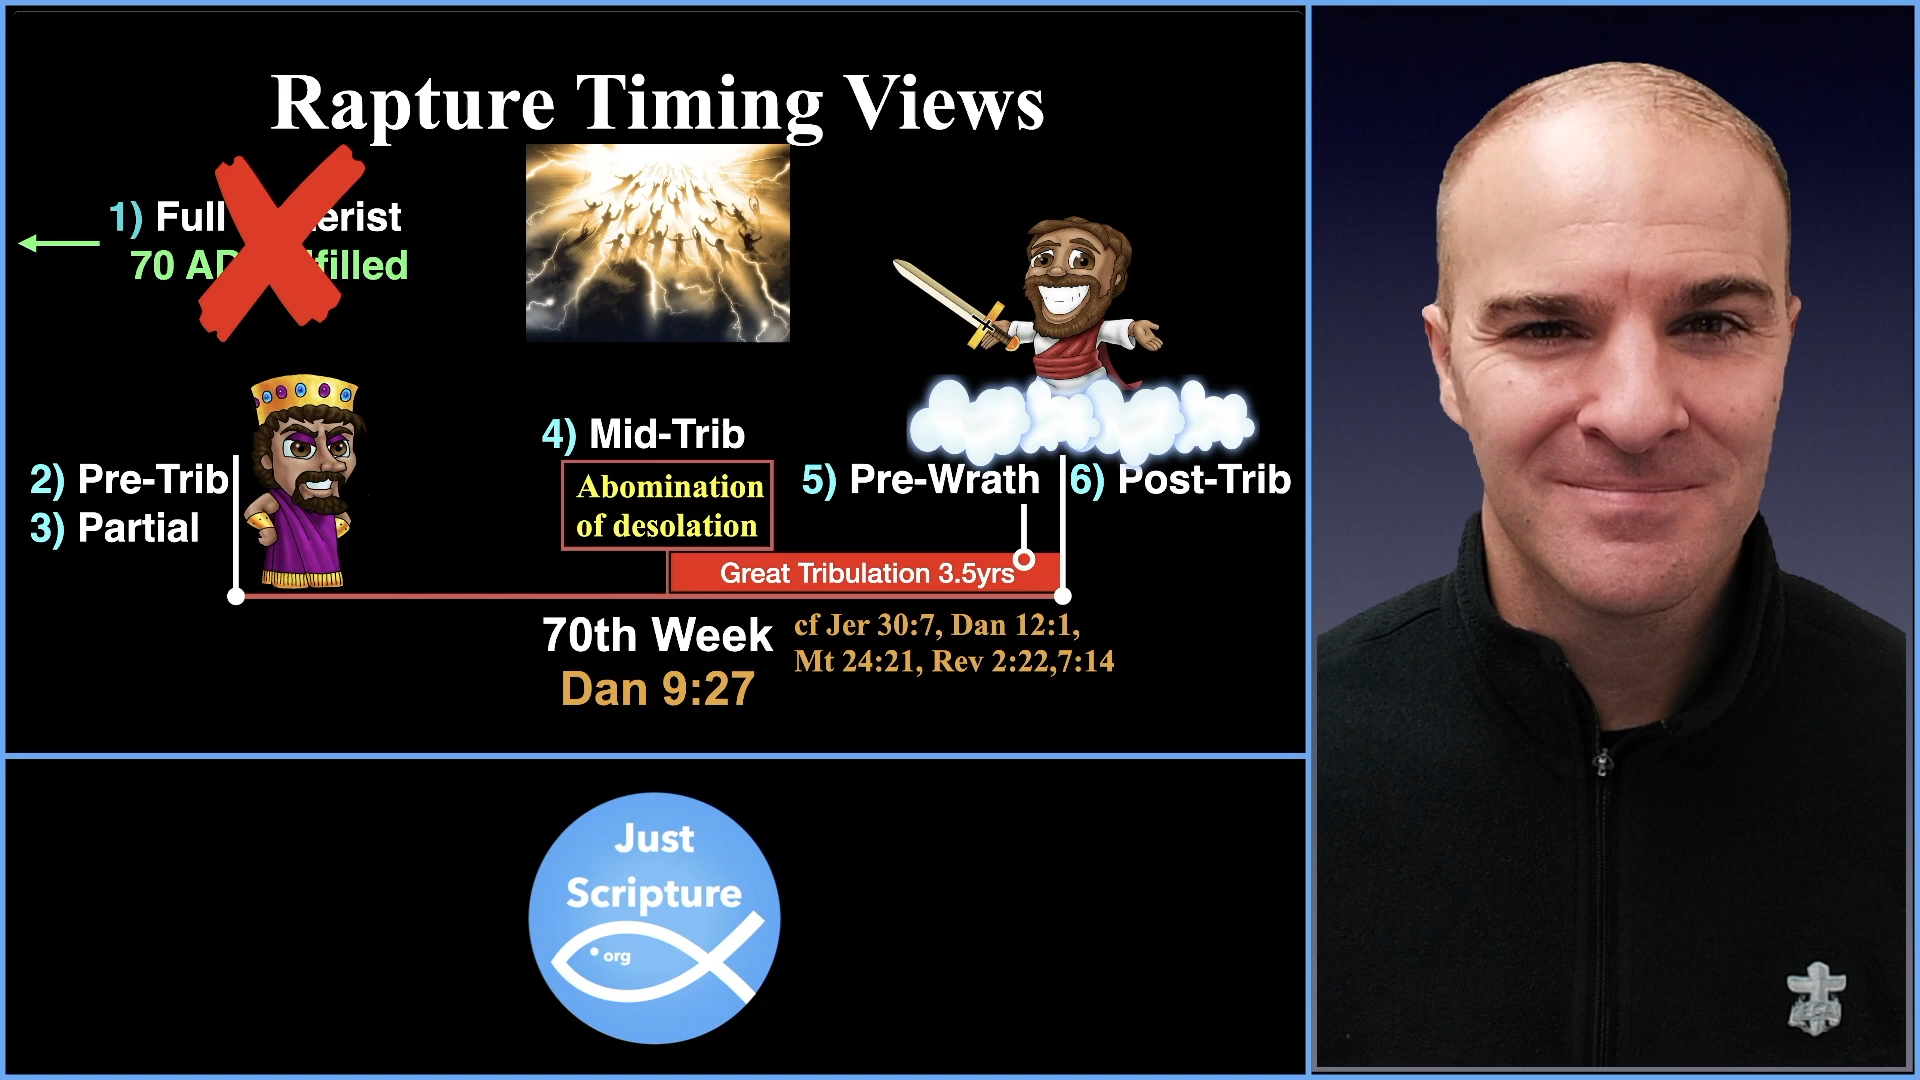 Rapture Timing Views
1) Full erist
70 AD filled
4) Mid-Trib
Abomination
of desolation
2) Pre-Trib
3) Partial
5) Pre-Wrath
6) Post-Trib
Great Tribulation 3.5yrs
70th Week
Dan 9:27
cf Jer 30:7, Dan 12:1,
Mt 24:21, Rev 2:22,7:14
Just
Scripture
org